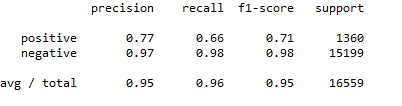 precision recall f1-score support
positive 0.77 0.66 0.71 1360
negative 0.97 0.98 0.98 15199
avg / total 0.95 0.96 0.95 16559